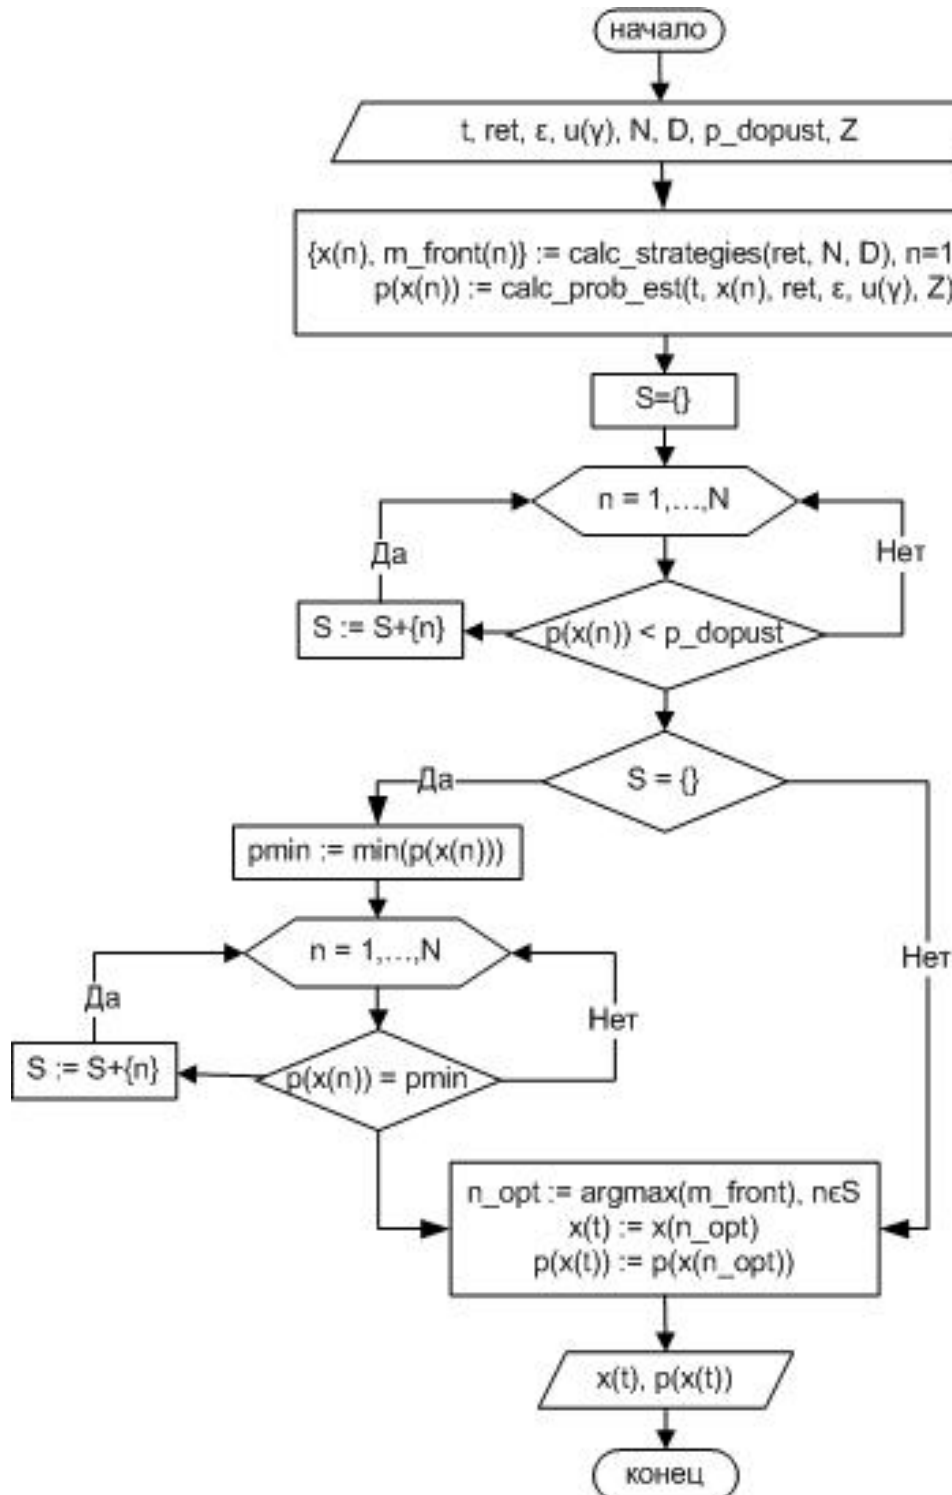 начало
t, ret, ε, u(γ), N, D, p_dopust, Z
{x(n), m_front(n)} := calc_strategies(ret, N, D), n=1
p(x(n)) := calc_prob_est(t, x(n), ret, ε, u(γ), Z)
S={}
n = 1,...,N
Да
Нет
S := S+{n}
p(x(n)) < p_dopust
Да
S = {}
pmin := min(p(x(n)))
n = 1,...,N
Нет
Да
Нет
S := S+{n}
p(x(n)) = pmin
n_opt := argmax(m_front), nєS
x(t) := x(n_opt)
p(x(t)) := p(x(n_opt))
x(t), p(x(t))
конец